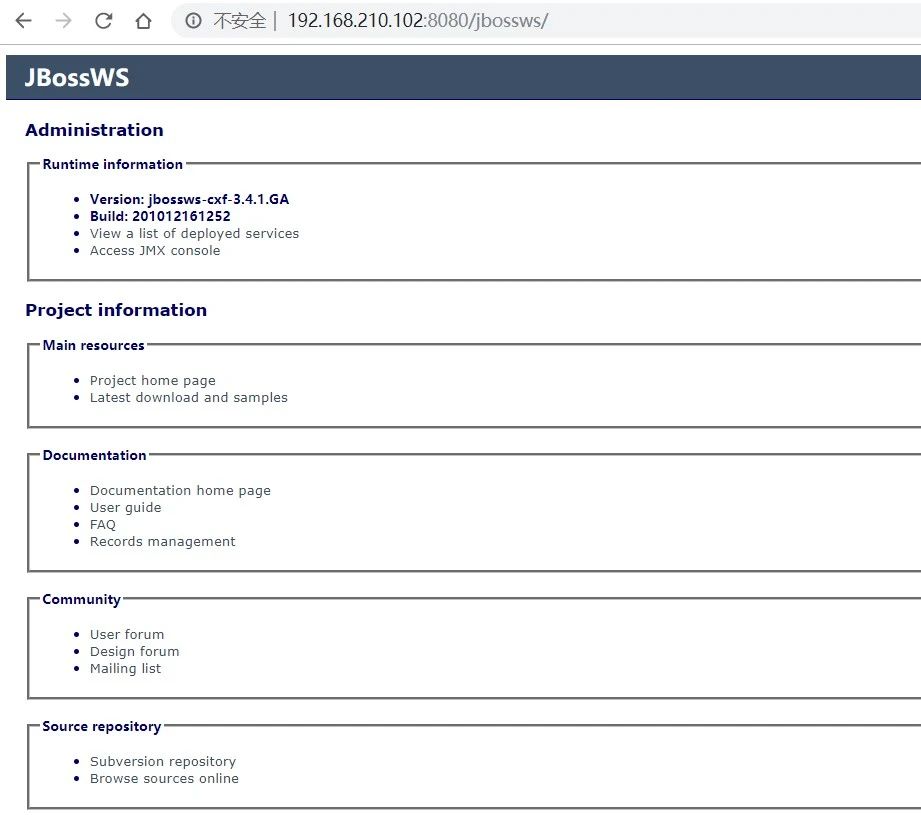 不安全 | 192.168.210.102:8080/jbossws/
JBossWS
Administration
Runtime information
Version: jbossws-cxf-3.4.1.GA
Build: 201012161252
View a list of deployed services
Access JMX console
Project information
Main resources
Project home page
Latest download and samples
Documentation
Documentation home page
User guide
FAQ
Records management
Community
User forum
Design forum
Mailing list
Source repository
Subversion repository
Browse sources online